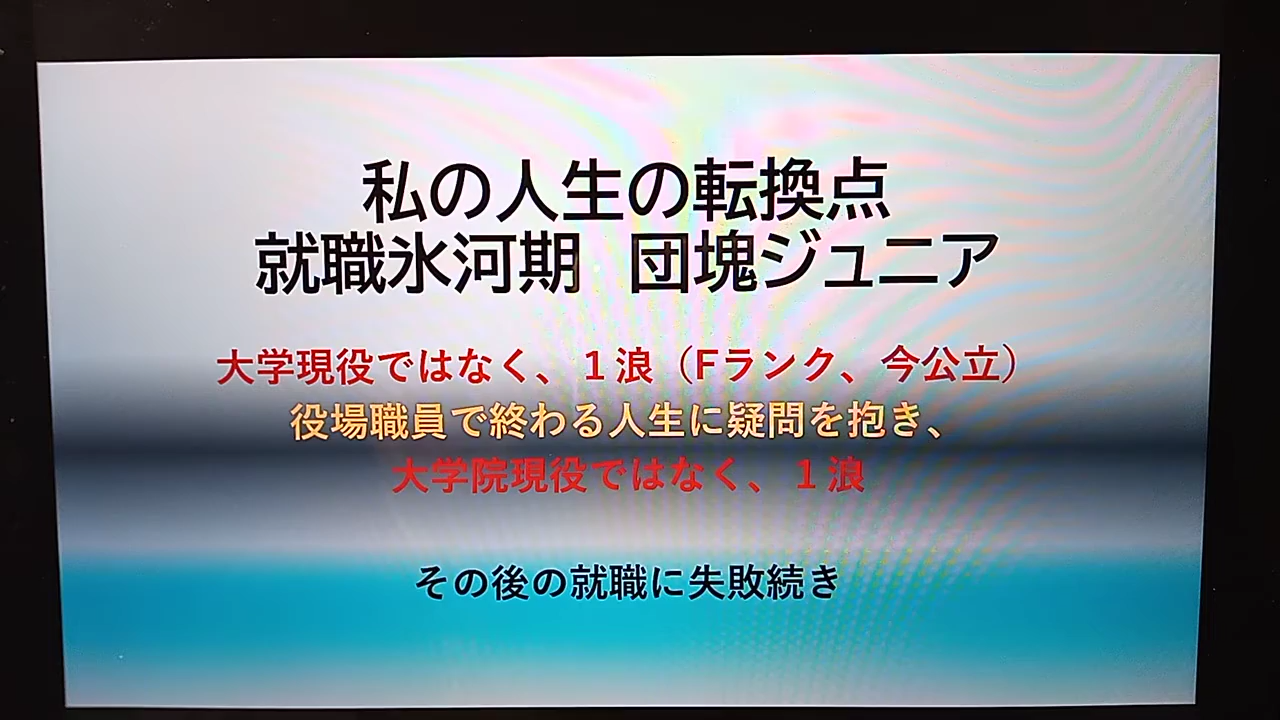 私の人生の転換点
就職氷河期　団塊ジュニア
大学現役ではなく、１浪（Fランク、今公立）
役場職員で終わる人生に疑問を抱き、
大学院現役ではなく、１浪
その後の就職に失敗続き